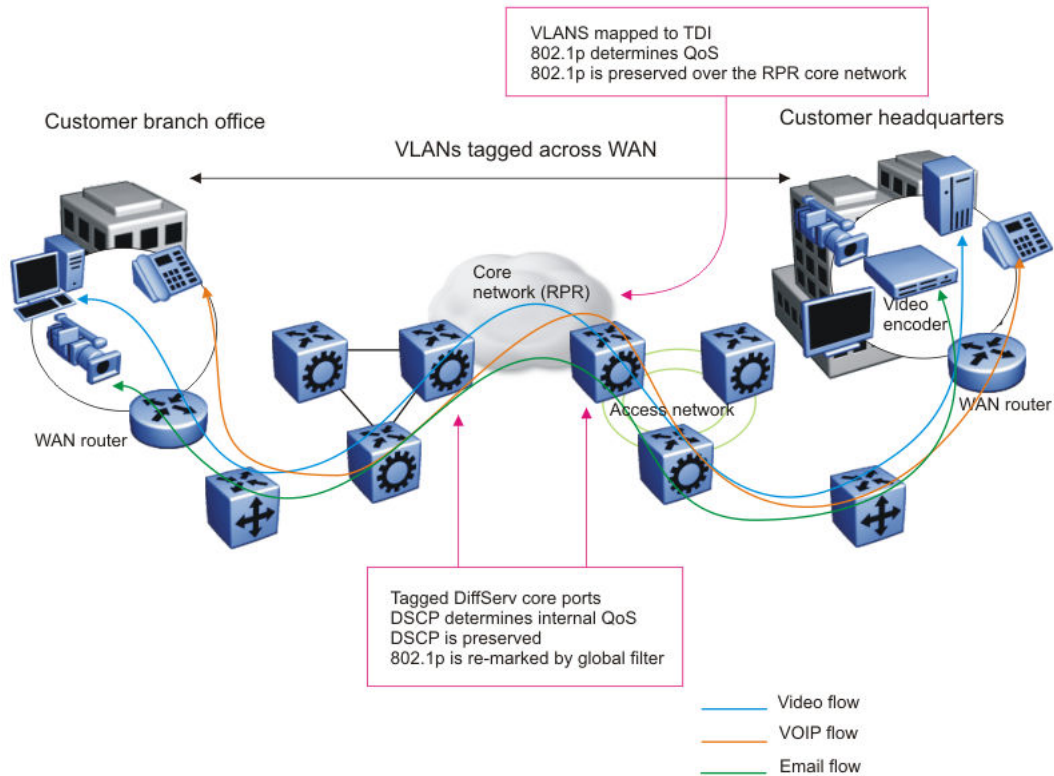 VLANS mapped to TDI
802.1p determines QoS
802.1p is preserved over the RPR core network
Customer branch office
Customer headquarters
VLANs tagged across WAN
Core
network (RPR)
Video
encoder
Access network
WAN router
WAN router
Tagged DiffServ core ports
DSCP determines internal QoS
DSCP is preserved
802.1p is re-marked by global filter
Video flow
VOIP flow
Email flow